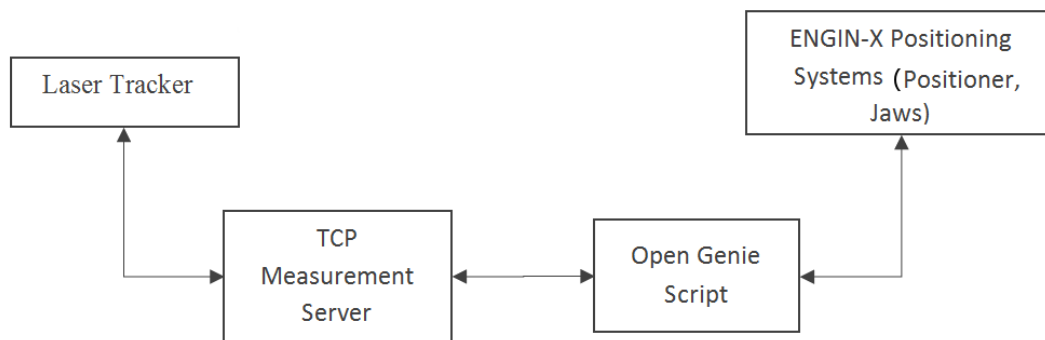 ENGIN-X Positioning
Systems (Positioner,
Jaws)
Laser Tracker
TCP
Measurement
Server
Open Genie
Script